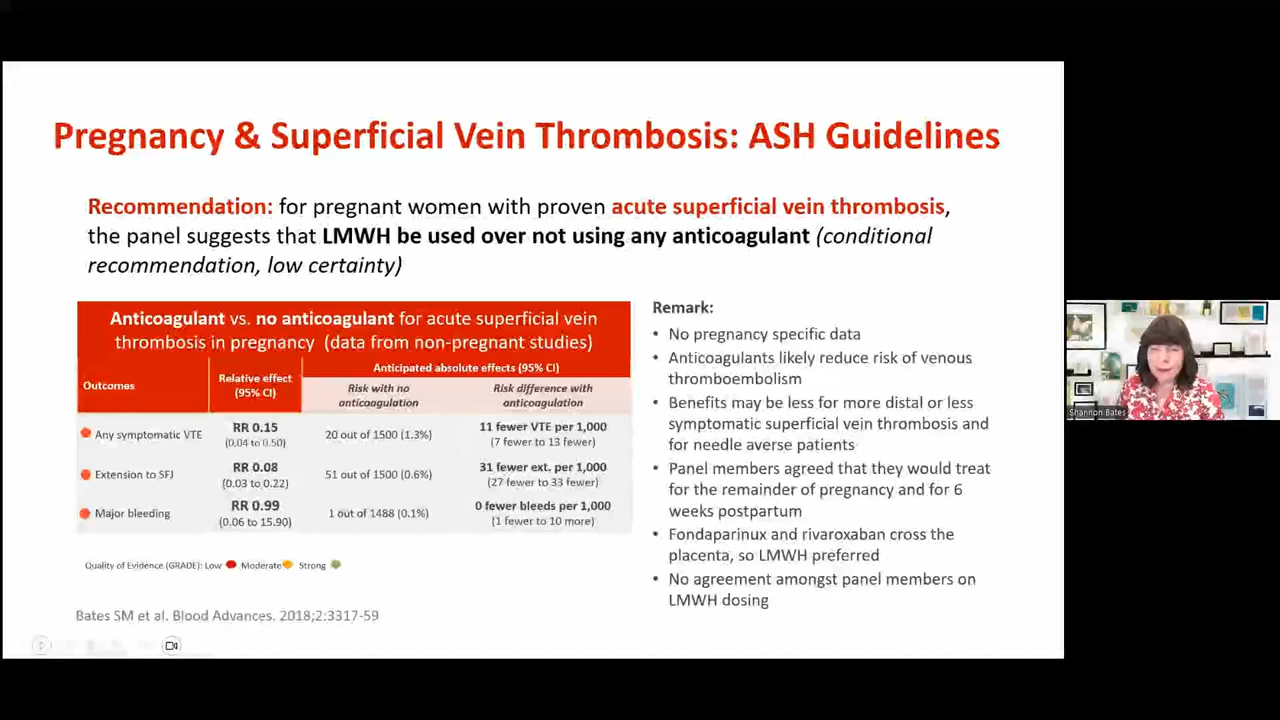 Pregnancy & Superficial Vein Thrombosis: ASH Guidelines
Recommendation: for pregnant women with proven acute superficial vein thrombosis,
the panel suggests that LMWH be used over not using any anticoagulant (conditional
recommendation, low certainty)
Anticoagulant vs. no anticoagulant for acute superficial vein
thrombosis in pregnancy (data from non-pregnant studies)
Outcomes
Relative effect
(95% CI)
Anticipated absolute effects (95% CI)
Risk with no
anticoagulation
Risk difference with
anticoagulation
Any symptomatic VTE
RR 0.15
(0.04 to 0.50)
20 out of 1500 (1.3%)
11 fewer VTE per 1,000
(7 fewer to 13 fewer)
Extension to SFJ
RR 0.08
(0.03 to 0.22)
51 out of 1500 (0.6%)
31 fewer ext. per 1,000
(27 fewer to 33 fewer)
Major bleeding
RR 0.99
(0.06 to 15.90)
1 out of 1488 (0.1%)
0 fewer bleeds per 1,000
(1 fewer to 10 more)
Quality of Evidence (GRADE): Low Moderate Strong
Bates SM et al. Blood Advances. 2018;2:3317-59
Remark:
• No pregnancy specific data
• Anticoagulants likely reduce risk of venous
thromboembolism
• Benefits may be less for more distal or less
symptomatic superficial vein thrombosis and
for needle averse patients
• Panel members agreed that they would treat
for the remainder of pregnancy and for 6
weeks postpartum
• Fondaparinux and rivaroxaban cross the
placenta, so LMWH preferred
• No agreement amongst panel members on
LMWH dosing
Shannon Bates